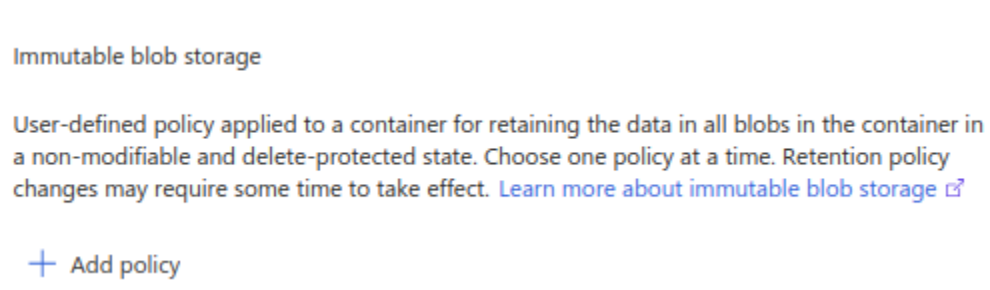 Immutable blob storage
User-defined policy applied to a container for retaining the data in all blobs in the container in
a non-modifiable and delete-protected state. Choose one policy at a time. Retention policy
changes may require some time to take effect. Learn more about immutable blob storage
Add policy